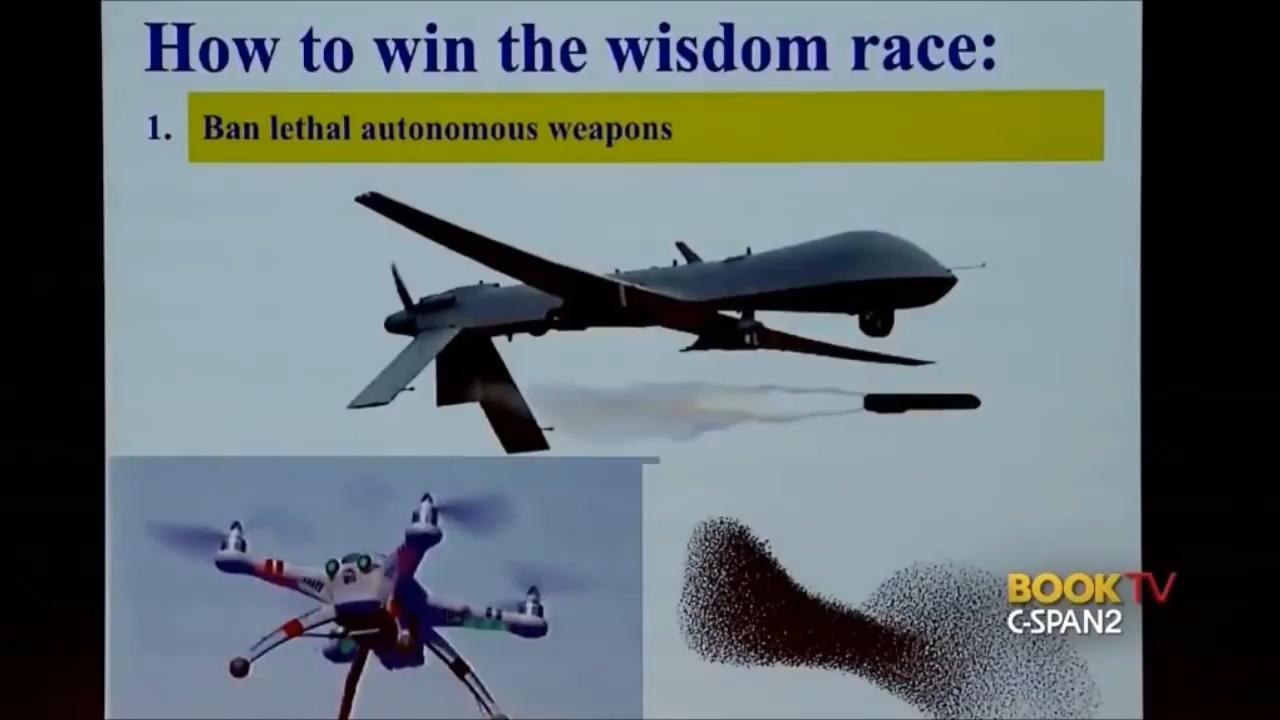 How to win the wisdom race:
1. Ban lethal autonomous weapons
BOOK TV
C-SPAN2